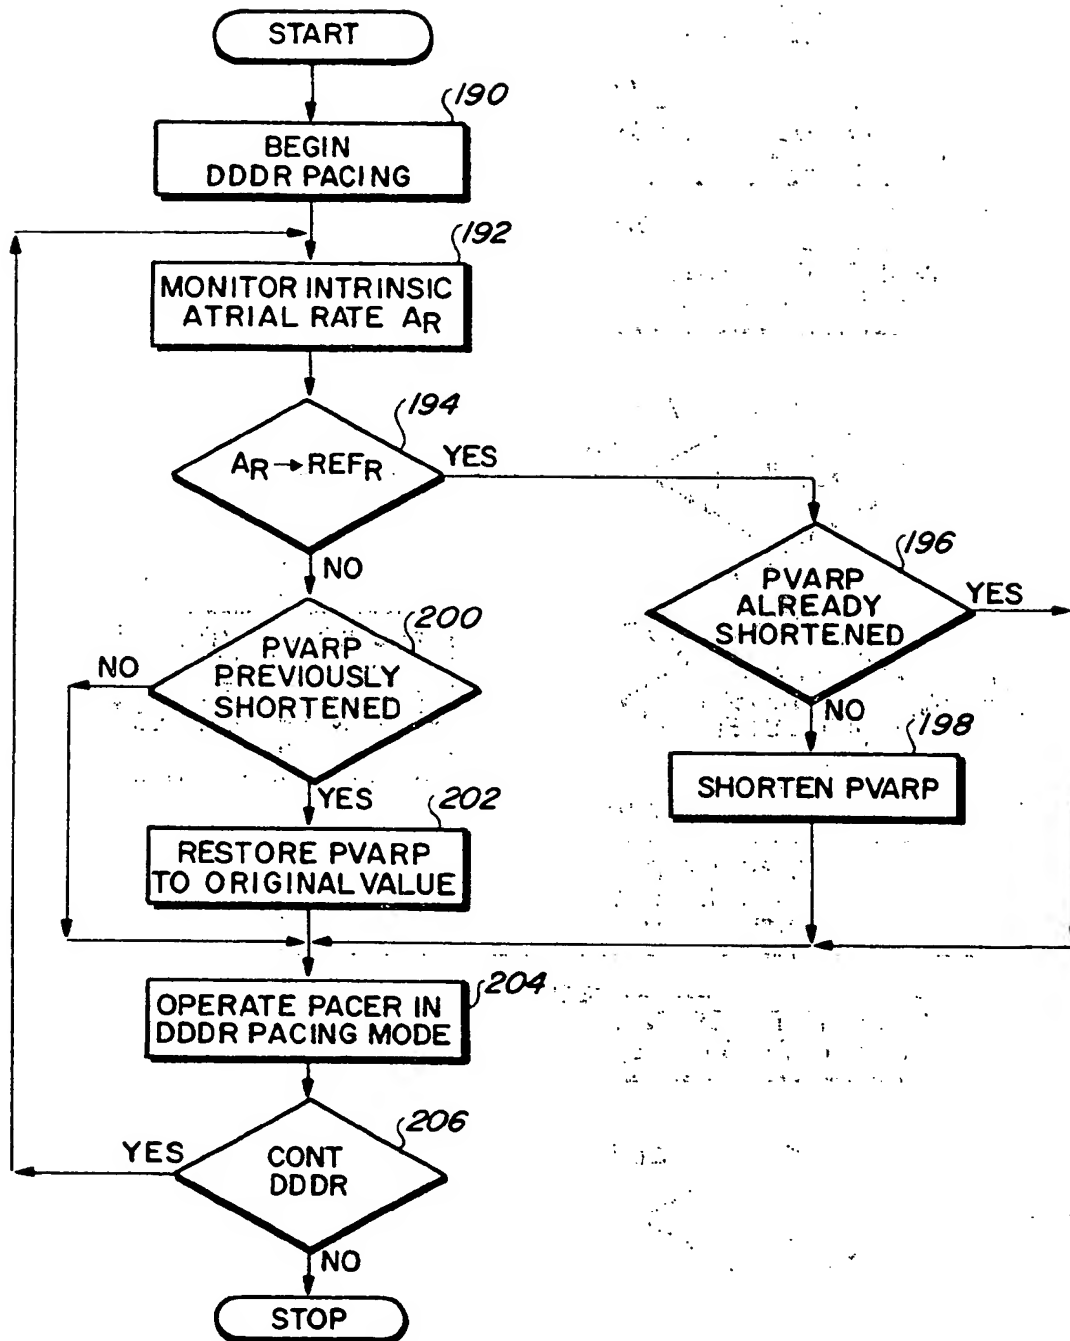 START
190
BEGIN
DDDR PACING
192
MONITOR INTRINSIC
ATRIAL RATE AR
194
AR → REFR
YES
NO
196
PVARP
ALREADY
SHORTENED
YES
NO
198
SHORTEN PVARP
200
PVARP
PREVIOUSLY
SHORTENED
NO
YES
202
RESTORE PVARP
TO ORIGINAL VALUE
204
OPERATE PACER IN
DDDR PACING MODE
206
CONT
DDDR
YES
NO
STOP